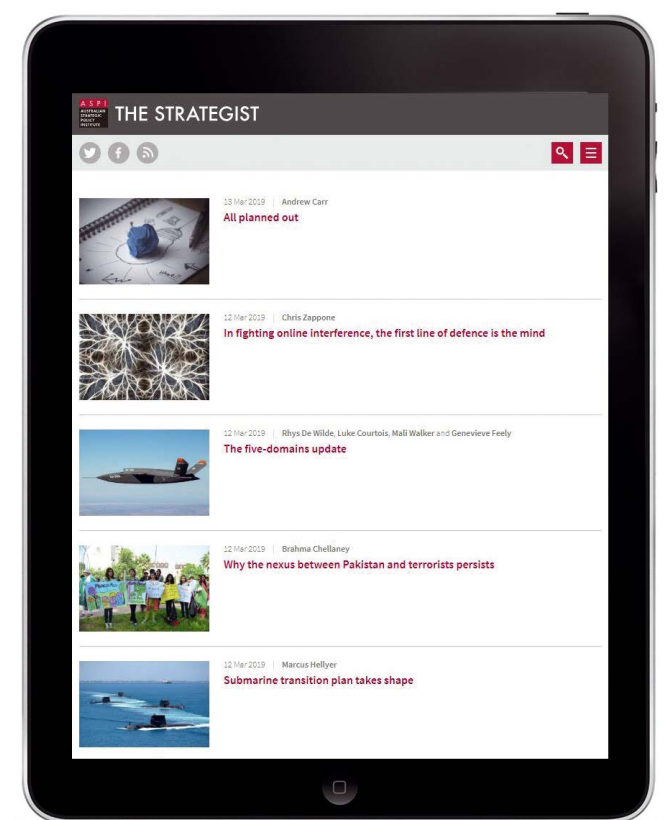 ASPI
AUSTRALIAN
STRATEGIC
POLICY
INSTITUTE
THE STRATEGIST
13 Mar 2019 | Andrew Carr
All planned out
12 Mar 2019 | Chris Zappone
In fighting online interference, the first line of defence is the mind
12 Mar 2019 | Rhys De Wilde, Luke Courtois, Mali Walker and Genevieve Feely
The five-domains update
12 Mar 2019 | Brahma Chellaney
Why the nexus between Pakistan and terrorists persists
12 Mar 2019 | Marcus Hellyer
Submarine transition plan takes shape